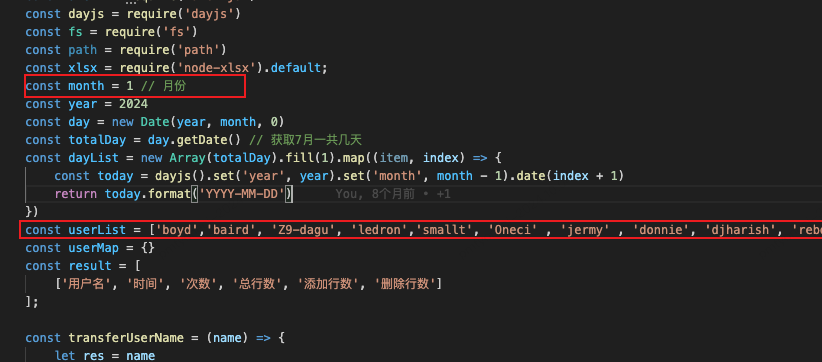 const dayjs = require('dayjs')
const fs = require('fs')
const path = require('path')
const xlsx = require('node-xlsx').default;
const month = 1 // 月份
const year = 2024
const day = new Date(year, month, 0)
const totalDay = day.getDate() // 获取7月一共几天
const dayList = new Array(totalDay).fill(1).map((item, index) => {
const today = dayjs().set('year', year).set('month', month - 1).date(index + 1)
return today.format('YYYY-MM-DD') You, 8个月前 • +1
})
const userList = ['boyd','baird', 'Z9-dagu', 'ledron','smallt', 'Oneci' , 'jermy' , 'donnie', 'djharish',
const userMap = {}
const result = [
['用户名', '时间', '次数', '总行数', '添加行数', '删除行数']
];
const transferUserName = (name) => {
let res = name